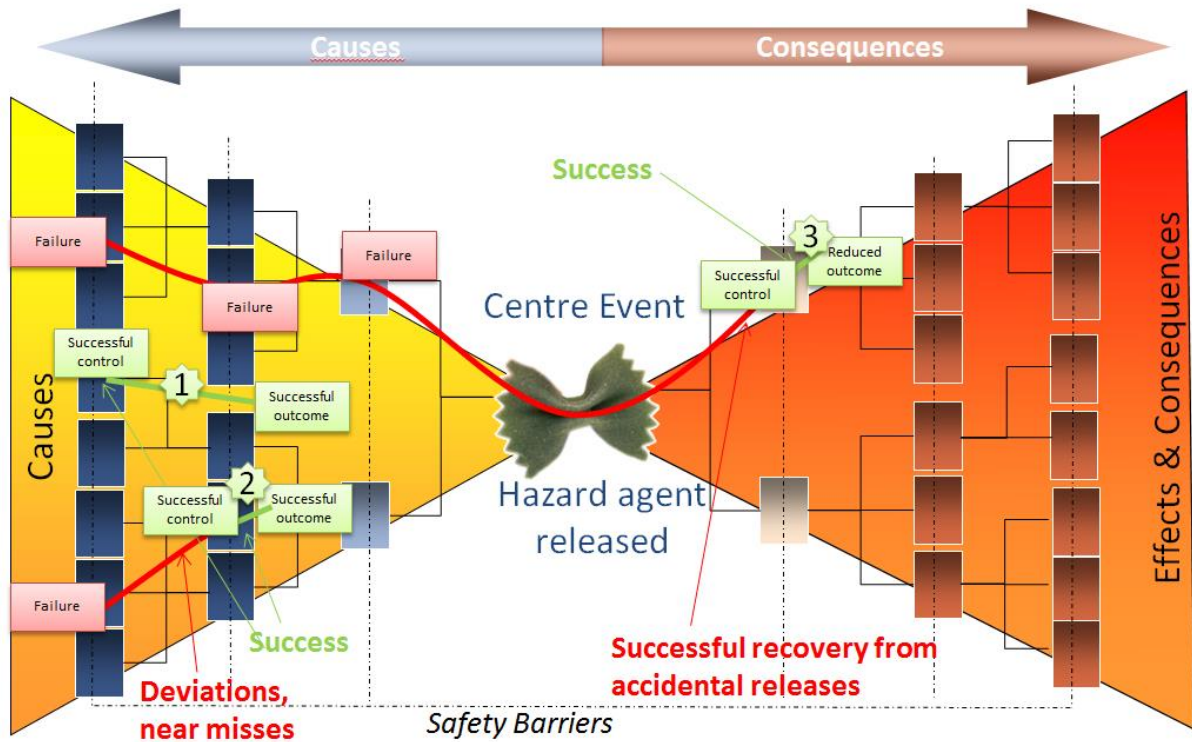 Causes
Consequences
Success
3
Failure
Failure
Successful
control
Reduced
outcome
Failure
Centre Event
Successful
control
1
Successful
outcome
Causes
2
Successful
control
Successful
outcome
Hazard agent
released
Effects & Consequences
Failure
Success
Successful recovery from
accidental releases
Deviations,
near misses
Safety Barriers